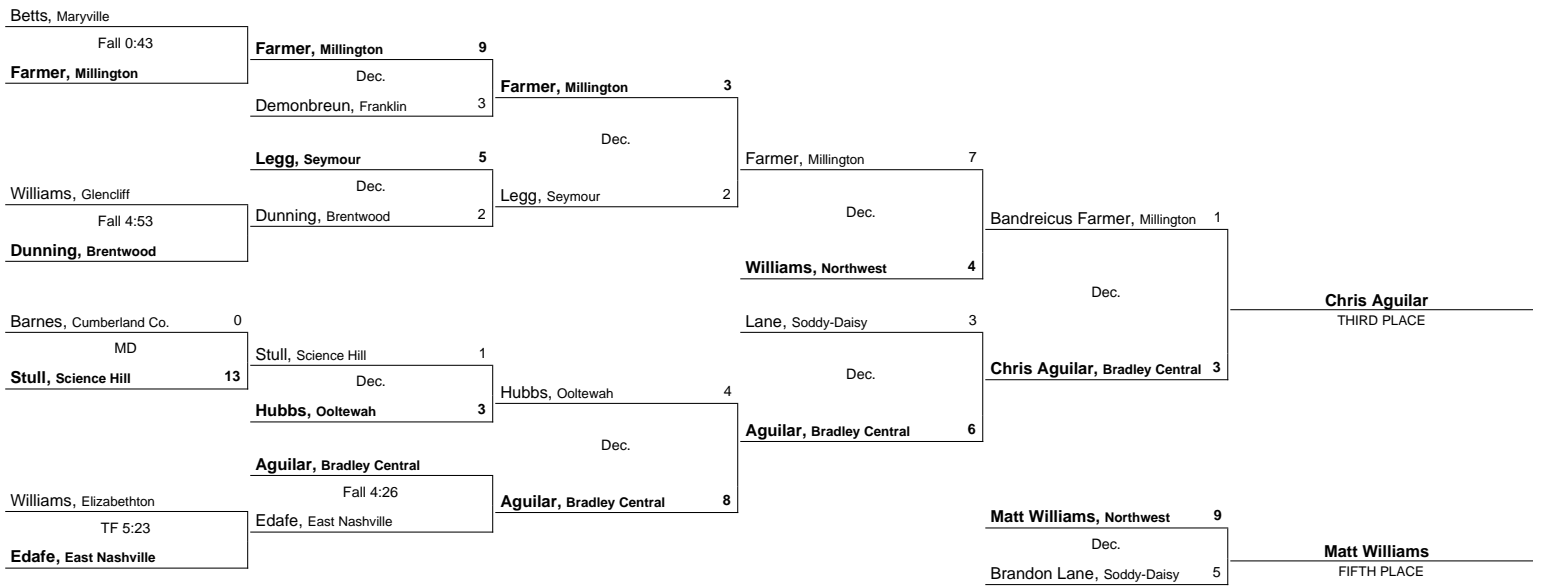 Betts, Maryville
Fall 0:43
Farmer, Millington
Williams, Glencliff
Fall 4:53
Dunning, Brentwood
Barnes, Cumberland Co. 0
MD
Stull, Science Hill 13
Williams, Elizabethton
TF 5:23
Edafe, East Nashville
Farmer, Millington 9
Dec.
Demonbreun, Franklin 3
Legg, Seymour 5
Dec.
Dunning, Brentwood 2
Stull, Science Hill 1
Dec.
Hubbs, Ooltewah 3
Aguilar, Bradley Central
Fall 4:26
Edafe, East Nashville
Farmer, Millington 3
Dec.
Legg, Seymour 2
Hubbs, Ooltewah 4
Dec.
Aguilar, Bradley Central 8
Farmer, Millington 7
Dec.
Williams, Northwest 4
Lane, Soddy-Daisy 3
Dec.
Aguilar, Bradley Central 6
Bandreicus Farmer, Millington 1
Dec.
Chris Aguilar, Bradley Central 3
Chris Aguilar
THIRD PLACE
Matt Williams, Northwest 9
Dec.
Brandon Lane, Soddy-Daisy 5
Matt Williams
FIFTH PLACE